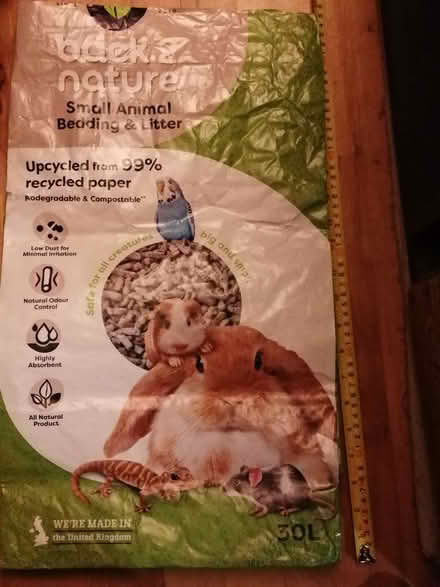 back 2
nature
Small Animal
Bedding & Litter
Upcycled from 99%
recycled paper
Biodegradable & Compostable**
Safe for all creatures big and small
Low Dust for
Minimal Irritation
Natural Odour
Control
Highly
Absorbent
All Natural
Product
WE'RE MADE IN
the United Kingdom
30L